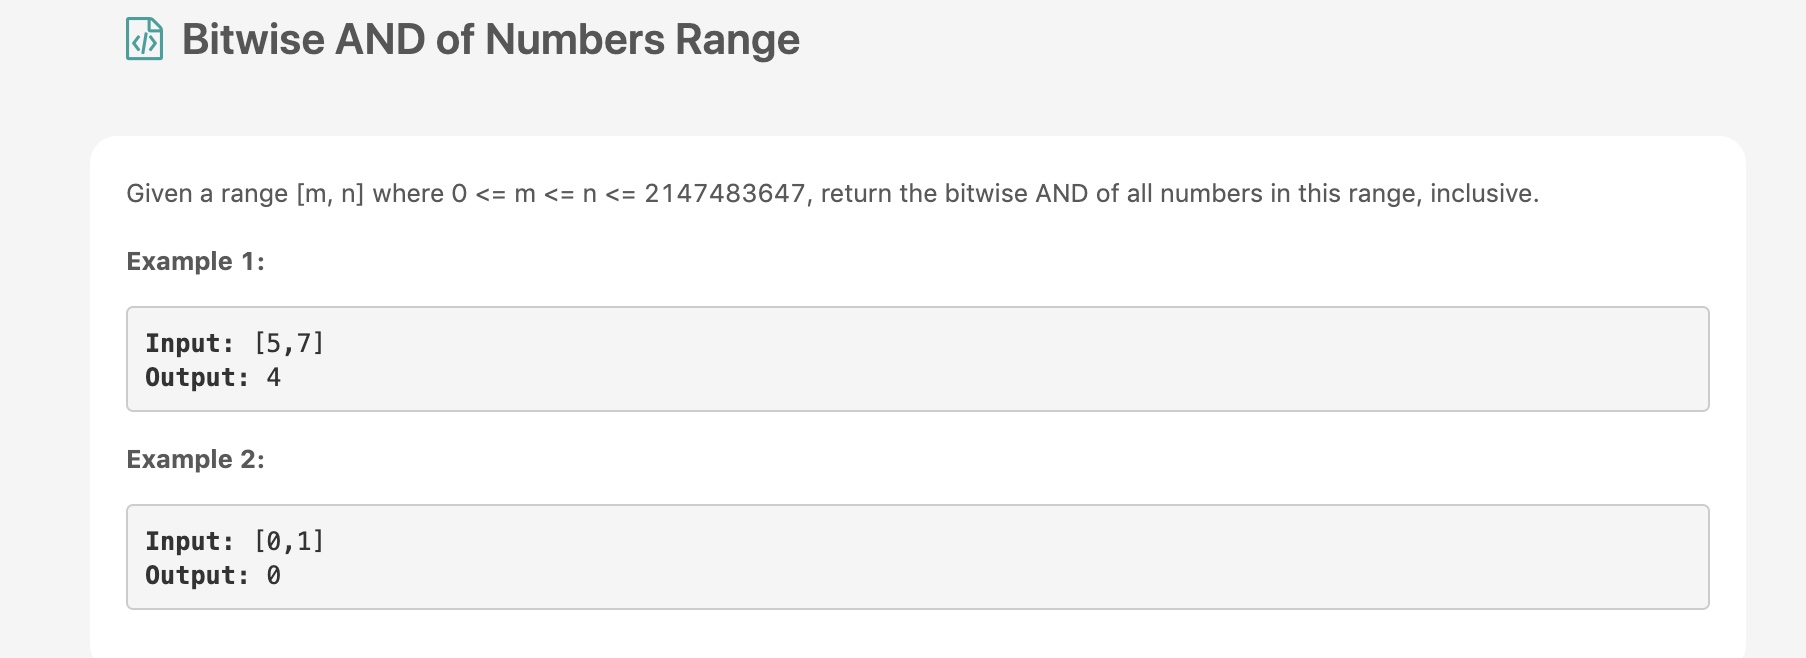 Bitwise AND of Numbers Range
Given a range [m, n] where 0 <= m <= n <= 2147483647, return the bitwise AND of all numbers in this range, inclusive.
Example 1:
Input: [5,7]
Output: 4
Example 2:
Input: [0,1]
Output: 0